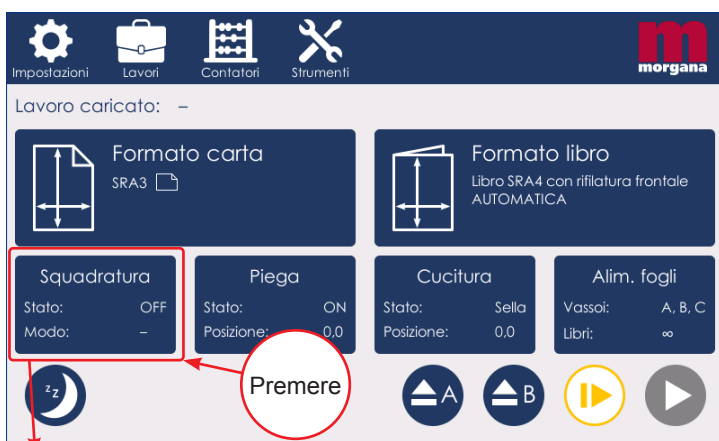 Impostazioni
Lavori
Contatori
Strumenti
m
morgana
Lavoro caricato: –
Formato carta
SRA3
Formato libro
Libro SRA4 con rifilatura frontale
AUTOMATICA
Squadratura
Stato: OFF
Modo: –
Piega
Stato: ON
Posizione: 0,0
Cucitura
Stato: Sella
Posizione: 0,0
Alim. fogli
Vassoi: A, B, C
Libri: ∞
Premere
z z
A
B